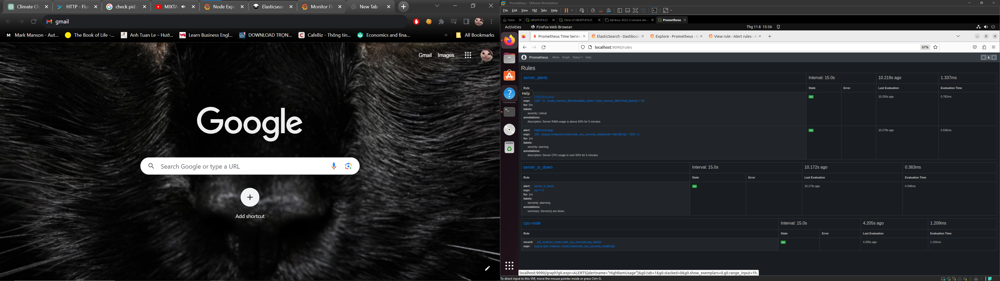 Climate Ch
HTTP - Flue
check pid
MIXTA
Node Expo
Elasticsear
Monitor Fl
New Tab
gmail
Mark Manson - Aut...
The Book of Life -...
Anh Tuan Le – Hướ...
Learn Business Engl...
DOWNLOAD TRỌN...
CafeBiz - Thông tin...
Economics and fina...
»
All Bookmarks
Gmail
Images
Google
Search Google or type a URL
Add shortcut
Prometheus - VMware Workstation
File Edit View VM Tabs Help
Home
UBUNTUFA23
Clone of UBUNTUFA23
kali-linux-2023.3-vmware-am...
Prometheus
Activities
Firefox Web Browser
Thg 11 8 15:56
Prometheus Time Series
ElasticSearch - Dashboard
Explore - Prometheus - G
View rule - Alert rules - A
localhost:9090/rules
67%
Prometheus Alerts Graph Status Help
Help
Rules
server_alerts Interval: 15.0s 10.219s ago 1.337ms
Rule State Error Last Evaluation Evaluation Time
HighRamUsage OK 10.255s ago 0.782ms
expr: (100 * (1 - (node_memory_MemAvailable_bytes / node_memory_MemTotal_bytes))) > 93
for: 5m
labels:
severity: critical
annotations:
description: Server RAM usage is above 93% for 5 minutes
alert: HighCpuUsage OK 10.279s ago 0.536ms
expr: 100 - (avg by (instance) (irate(node_cpu_seconds_total{mode="idle"}[5m])) * 100) > 1
for: 1m
labels:
severity: warning
annotations:
description: Server CPU usage is over 50% for 5 minutes
server_is_down Interval: 15.0s 10.172s ago 0.363ms
Rule State Error Last Evaluation Evaluation Time
alert: server_is_down OK 10.172s ago 0.346ms
expr: up == 0
for: 1m
labels:
serverity: alarming
annotations:
summary: Server(s) are down.
cpu-node Interval: 15.0s 4.205s ago 1.209ms
Rule State Error Last Evaluation Evaluation Time
record: job_instance_mode:node_cpu_seconds:avg_rate5m OK 4.205s ago 1.191ms
expr: avg by (job, instance, mode) (rate(node_cpu_seconds_total[5m]))
localhost:9090/graph?g0.expr=ALERTS{alertname="HighRamUsage"}&g0.tab=1&g0.stacked=0&g0.show_exemplars=0.g0.range_input=1h.
To direct input to this VM, move the mouse pointer inside or press Ctrl+G.